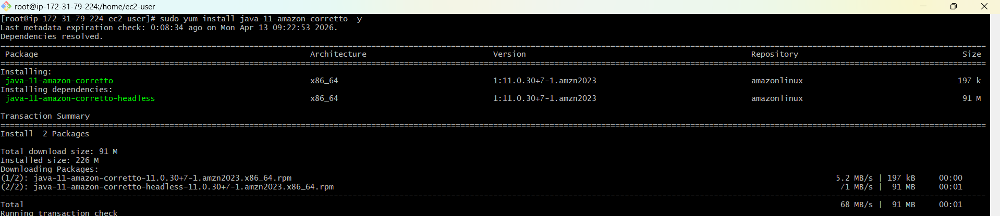 root@ip-172-31-79-224:/home/ec2-user
[root@ip-172-31-79-224 ec2-user]# sudo yum install java-11-amazon-corretto -y
Last metadata expiration check: 0:08:34 ago on Mon Apr 13 09:22:53 2026.
Dependencies resolved.
Package Architecture Version Repository Size
Installing:
java-11-amazon-corretto x86_64 1:11.0.30+7-1.amzn2023 amazonlinux 197 k
Installing dependencies:
java-11-amazon-corretto-headless x86_64 1:11.0.30+7-1.amzn2023 amazonlinux 91 M
Transaction Summary
Install 2 Packages
Total download size: 91 M
Installed size: 226 M
Downloading Packages:
(1/2): java-11-amazon-corretto-11.0.30+7-1.amzn2023.x86_64.rpm 5.2 MB/s | 197 kB 00:00
(2/2): java-11-amazon-corretto-headless-11.0.30+7-1.amzn2023.x86_64.rpm 71 MB/s | 91 MB 00:01
Total 68 MB/s | 91 MB 00:01
Running transaction check